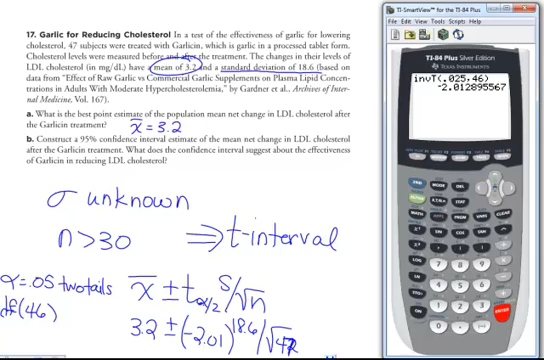 17. Garlic for Reducing Cholesterol In a test of the effectiveness of garlic for lowering
cholesterol, 47 subjects were treated with Garlicin, which is garlic in a processed tablet form.
Cholesterol levels were measured before and after the treatment. The changes in their levels of
LDL cholesterol (in mg/dL) have a mean of 3.2 and a standard deviation of 18.6 (based on
data from "Effect of Raw Garlic vs Commercial Garlic Supplements on Plasma Lipid Concen-
trations in Adults With Moderate Hypercholesterolemia," by Gardner et al., Archives of Inter-
nal Medicine, Vol. 167).
a. What is the best point estimate of the population mean net change in LDL cholesterol after
the Garlicin treatment?
x̄ = 3.2
b. Construct a 95% confidence interval estimate of the mean net change in LDL cholesterol
after the Garlicin treatment. What does the confidence interval suggest about the effectiveness
of Garlicin in reducing LDL cholesterol?
σ unknown
n > 30 ⇒ t-interval
α = .05 two tails
df (46)
x̄ ± t α/2 s/√n
3.2 ± (-2.01) 18.6/√47
TI-SmartView™ TI-84 Plus Silver Edition
File Edit View Tools Scripts Help
TI-84 Plus Silver Edition
invT(.025,46)
-2.012895567